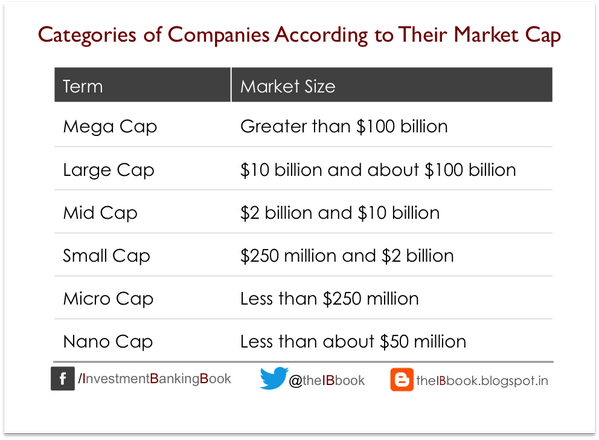 Categories of Companies According to Their Market Cap
Term Market Size
Mega Cap Greater than $100 billion
Large Cap $10 billion and about $100 billion
Mid Cap $2 billion and $10 billion
Small Cap $250 million and $2 billion
Micro Cap Less than $250 million
Nano Cap Less than about $50 million
/InvestmentBankingBook @theIBbook theIBbook.blogspot.in